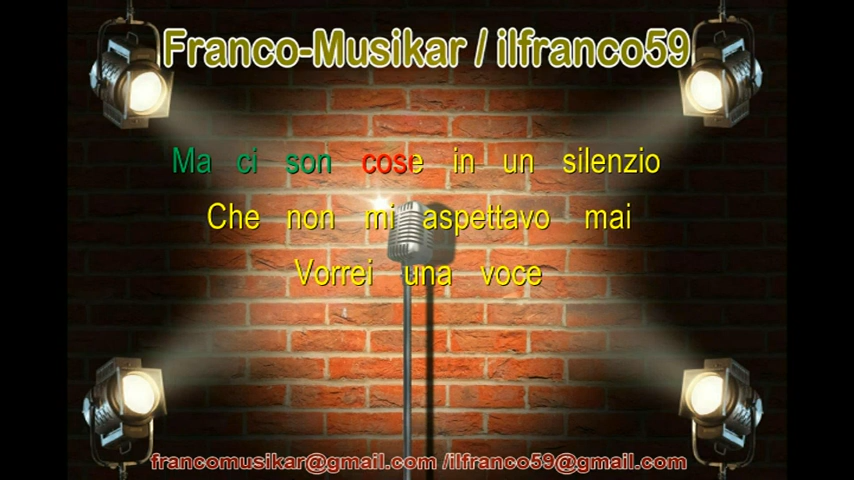 Franco-Musikar / ilfranco59
Ma ci son cose in un silenzio
Che non mi aspettavo mai
Vorrei una voce
francomusikar@gmail.com /ilfranco59@gmail.com